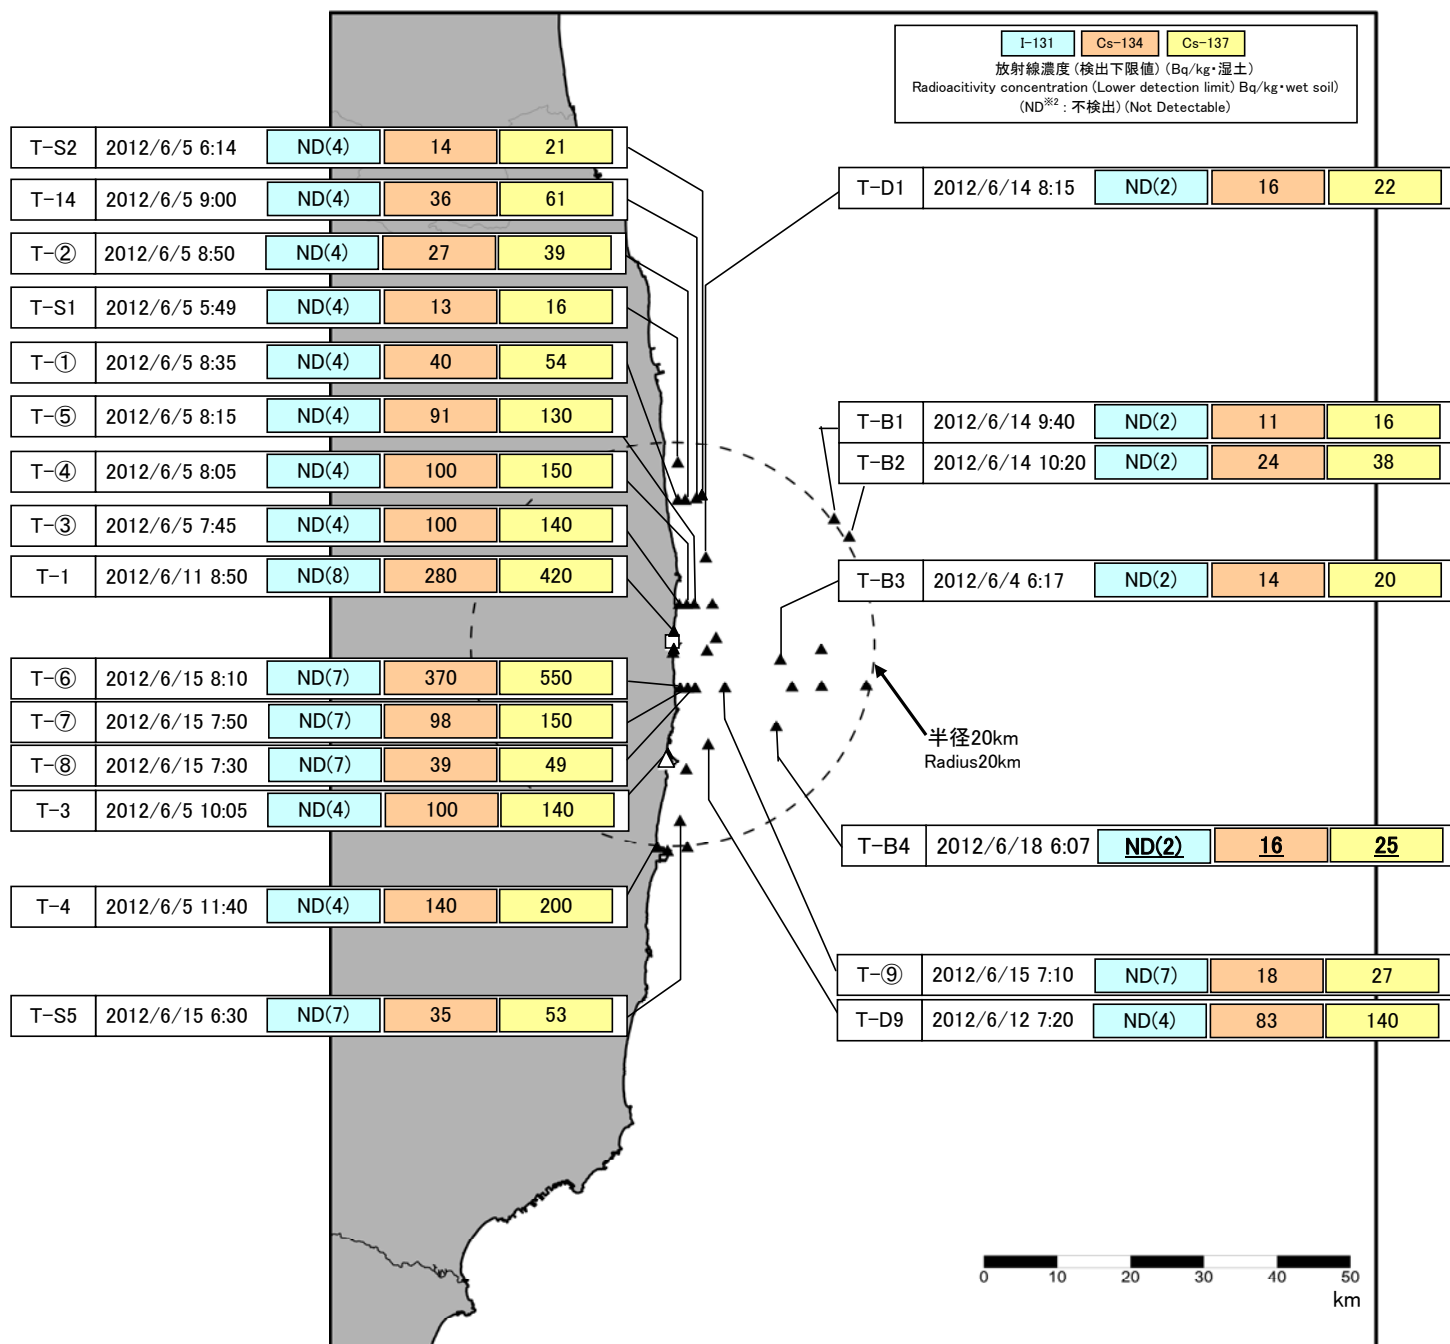 I-131 Cs-134 Cs-137
放射線濃度 (検出下限値) (Bq/kg・湿土)
Radioacitivity concentration (Lower detection limit) Bq/kg・wet soil)
(ND※2 : 不検出) (Not Detectable)
T-S2 2012/6/5 6:14 ND(4) 14 21
T-14 2012/6/5 9:00 ND(4) 36 61
T-② 2012/6/5 8:50 ND(4) 27 39
T-S1 2012/6/5 5:49 ND(4) 13 16
T-① 2012/6/5 8:35 ND(4) 40 54
T-⑤ 2012/6/5 8:15 ND(4) 91 130
T-④ 2012/6/5 8:05 ND(4) 100 150
T-③ 2012/6/5 7:45 ND(4) 100 140
T-1 2012/6/11 8:50 ND(8) 280 420
T-⑥ 2012/6/15 8:10 ND(7) 370 550
T-⑦ 2012/6/15 7:50 ND(7) 98 150
T-⑧ 2012/6/15 7:30 ND(7) 39 49
T-3 2012/6/5 10:05 ND(4) 100 140
T-4 2012/6/5 11:40 ND(4) 140 200
T-S5 2012/6/15 6:30 ND(7) 35 53
T-D1 2012/6/14 8:15 ND(2) 16 22
T-B1 2012/6/14 9:40 ND(2) 11 16
T-B2 2012/6/14 10:20 ND(2) 24 38
T-B3 2012/6/4 6:17 ND(2) 14 20
半径20km
Radius20km
T-B4 2012/6/18 6:07 ND(2) 16 25
T-⑨ 2012/6/15 7:10 ND(7) 18 27
T-D9 2012/6/12 7:20 ND(4) 83 140
0 10 20 30 40 50
km